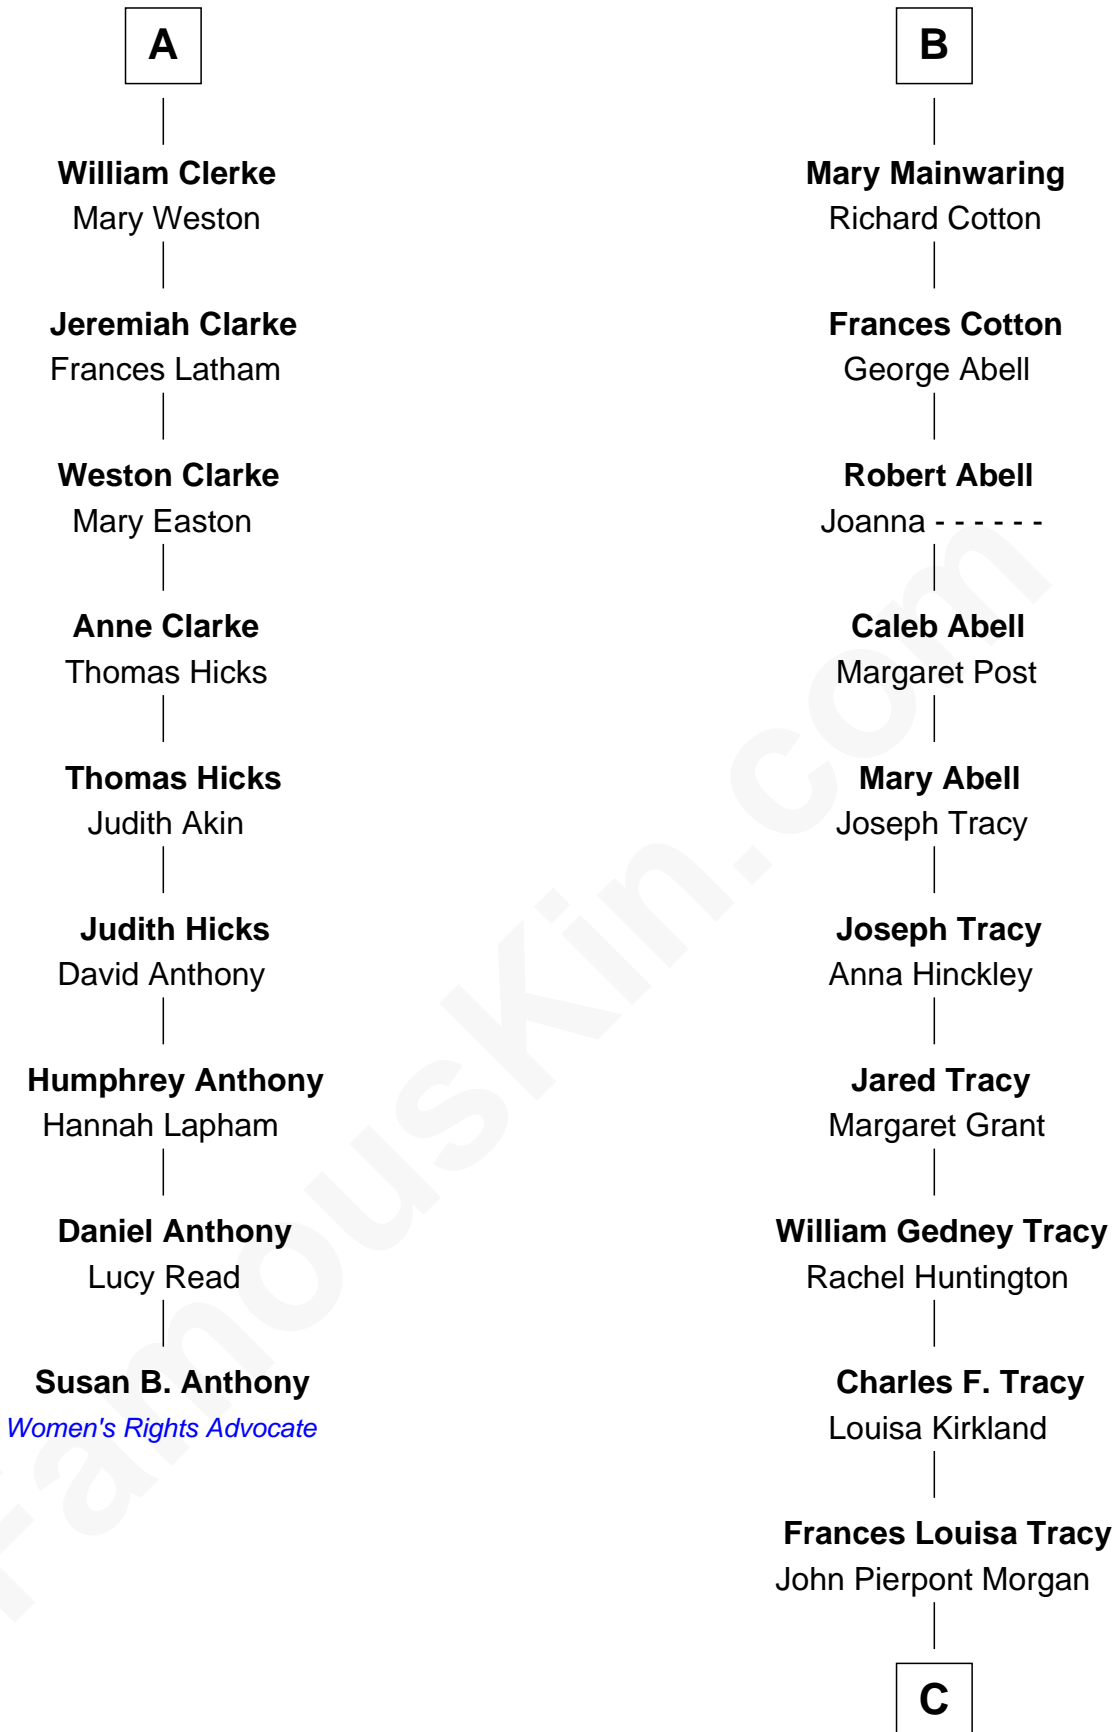 A
William Clerke
Mary Weston
Jeremiah Clarke
Frances Latham
Weston Clarke
Mary Easton
Anne Clarke
Thomas Hicks
Thomas Hicks
Judith Akin
Judith Hicks
David Anthony
Humphrey Anthony
Hannah Lapham
Daniel Anthony
Lucy Read
Susan B. Anthony
Women's Rights Advocate
B
Mary Mainwaring
Richard Cotton
Frances Cotton
George Abell
Robert Abell
Joanna - - - - - -
Caleb Abell
Margaret Post
Mary Abell
Joseph Tracy
Joseph Tracy
Anna Hinckley
Jared Tracy
Margaret Grant
William Gedney Tracy
Rachel Huntington
Charles F. Tracy
Louisa Kirkland
Frances Louisa Tracy
John Pierpont Morgan
C
FamousKin.com